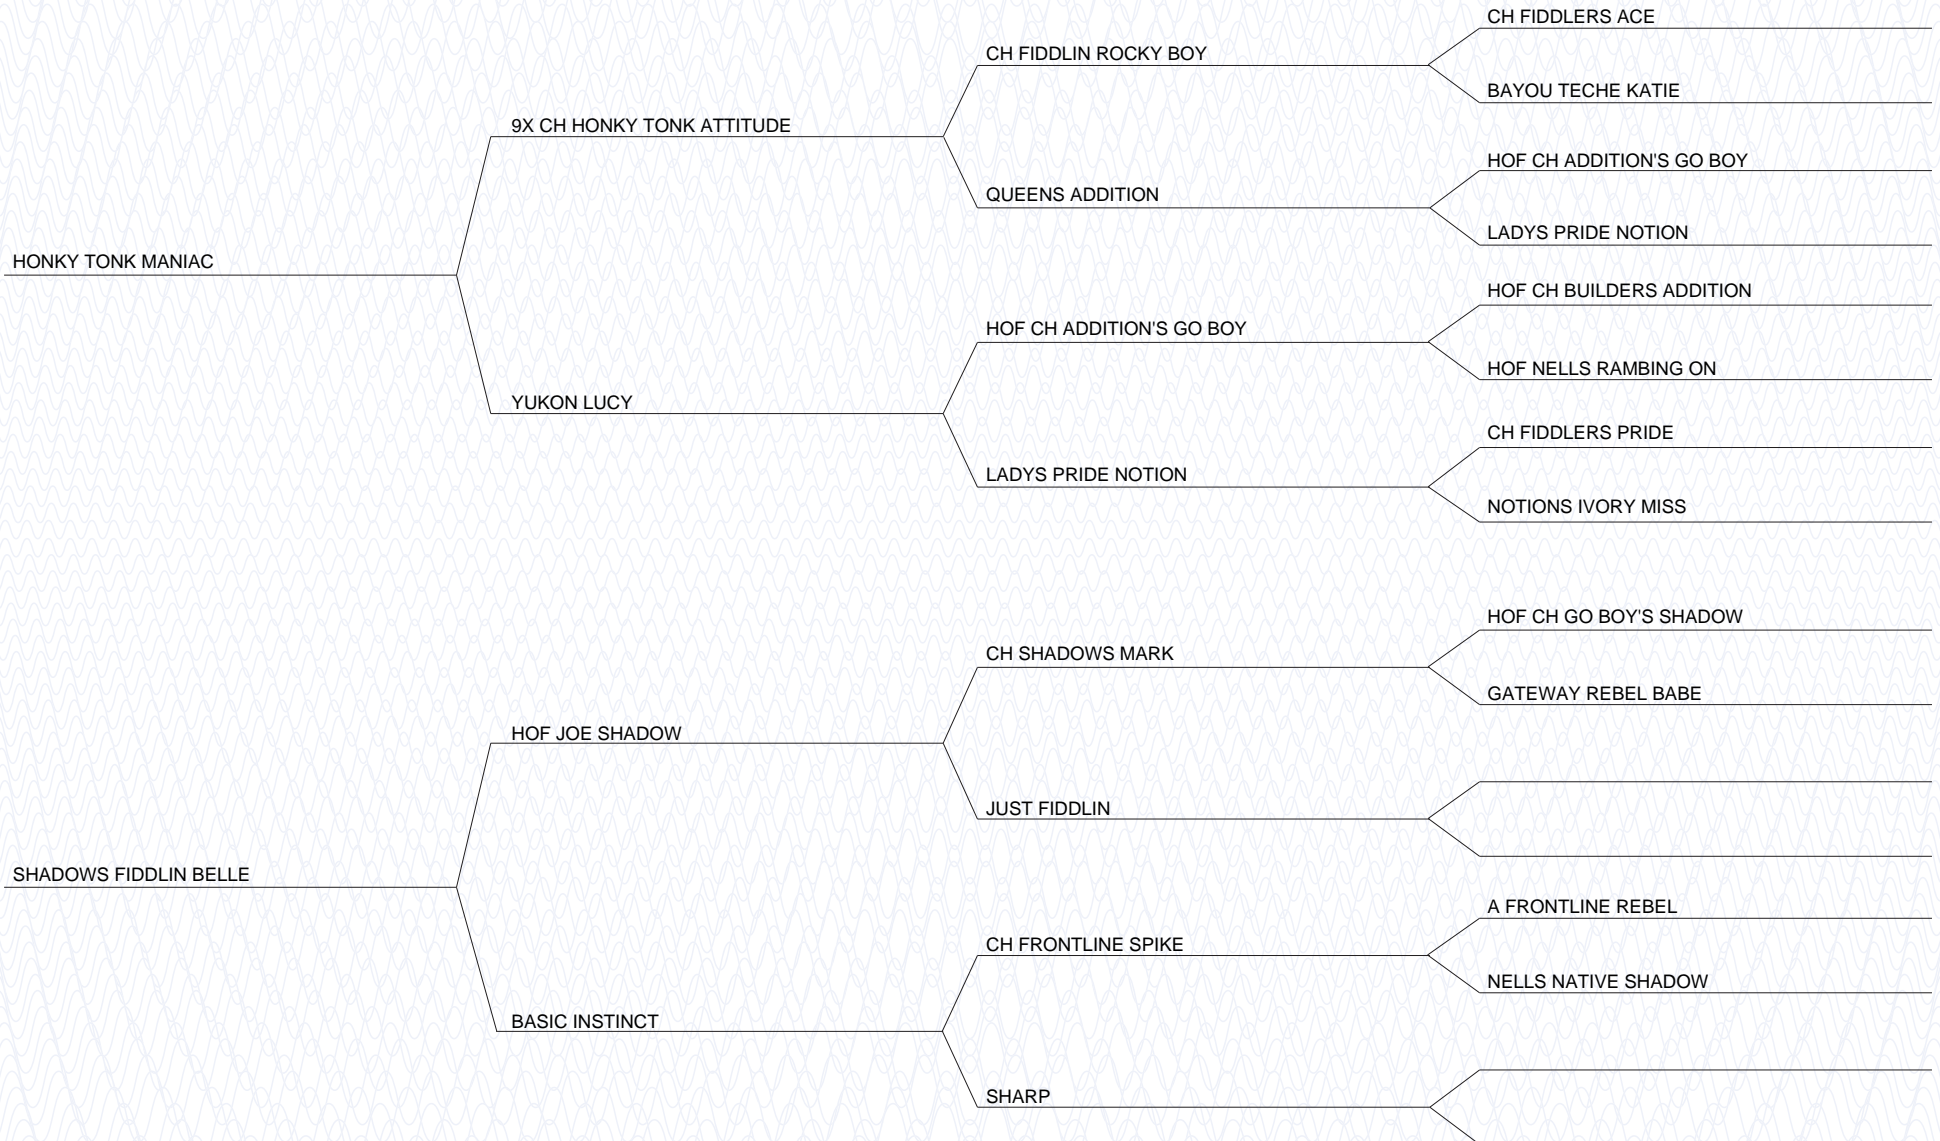 CH FIDDLERS ACE
CH FIDDLIN ROCKY BOY
BAYOU TECHE KATIE
9X CH HONKY TONK ATTITUDE
HOF CH ADDITION'S GO BOY
QUEENS ADDITION
LADYS PRIDE NOTION
HONKY TONK MANIAC
HOF CH BUILDERS ADDITION
HOF CH ADDITION'S GO BOY
HOF NELLS RAMBING ON
YUKON LUCY
CH FIDDLERS PRIDE
LADYS PRIDE NOTION
NOTIONS IVORY MISS
HOF CH GO BOY'S SHADOW
CH SHADOWS MARK
GATEWAY REBEL BABE
HOF JOE SHADOW
JUST FIDDLIN
SHADOWS FIDDLIN BELLE
A FRONTLINE REBEL
CH FRONTLINE SPIKE
NELLS NATIVE SHADOW
BASIC INSTINCT
SHARP